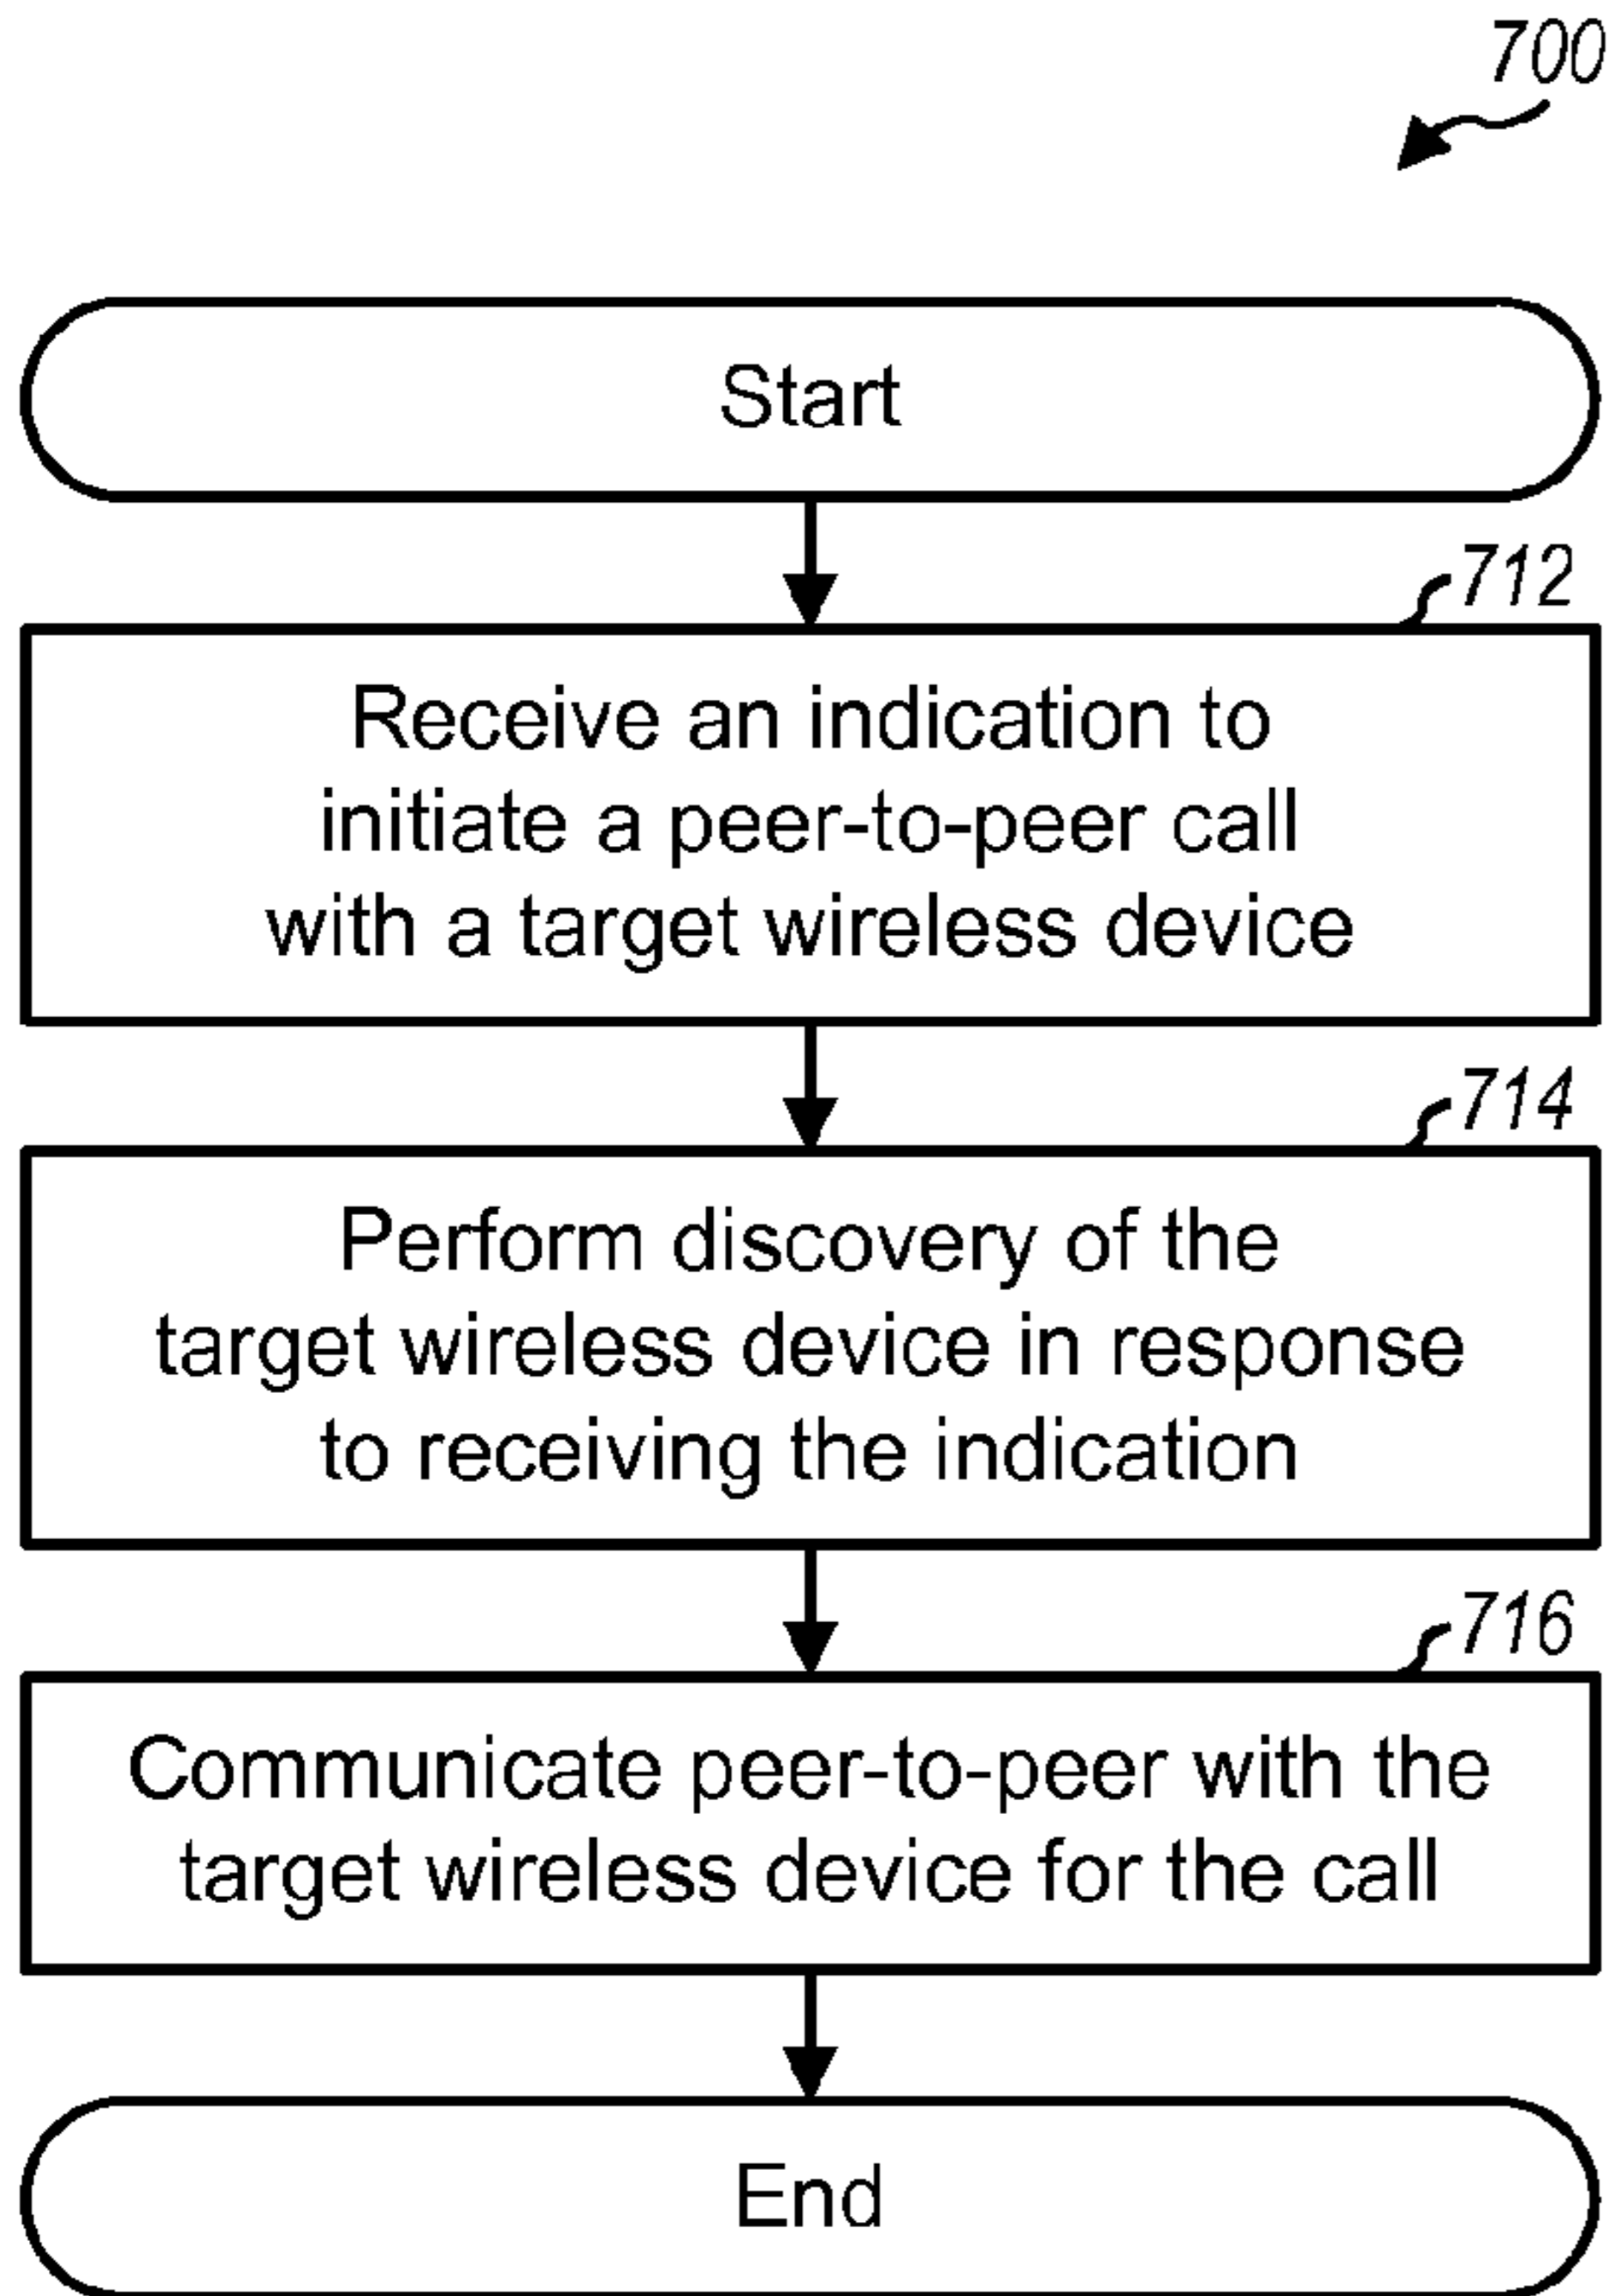 700
Start
712
Receive an indication to
initiate a peer-to-peer call
with a target wireless device
714
Perform discovery of the
target wireless device in response
to receiving the indication
716
Communicate peer-to-peer with the
target wireless device for the call
End